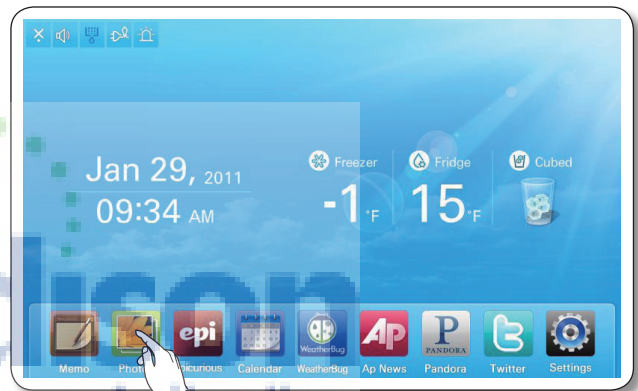 Jan 29, 2011
09:34 AM
Freezer
-1 °F
Fridge
15 °F
Cubed
epi
WeatherBug
AP
P
PANDORA
Memo
Calendar
WeatherBug
Ap News
Pandora
Twitter
Settings